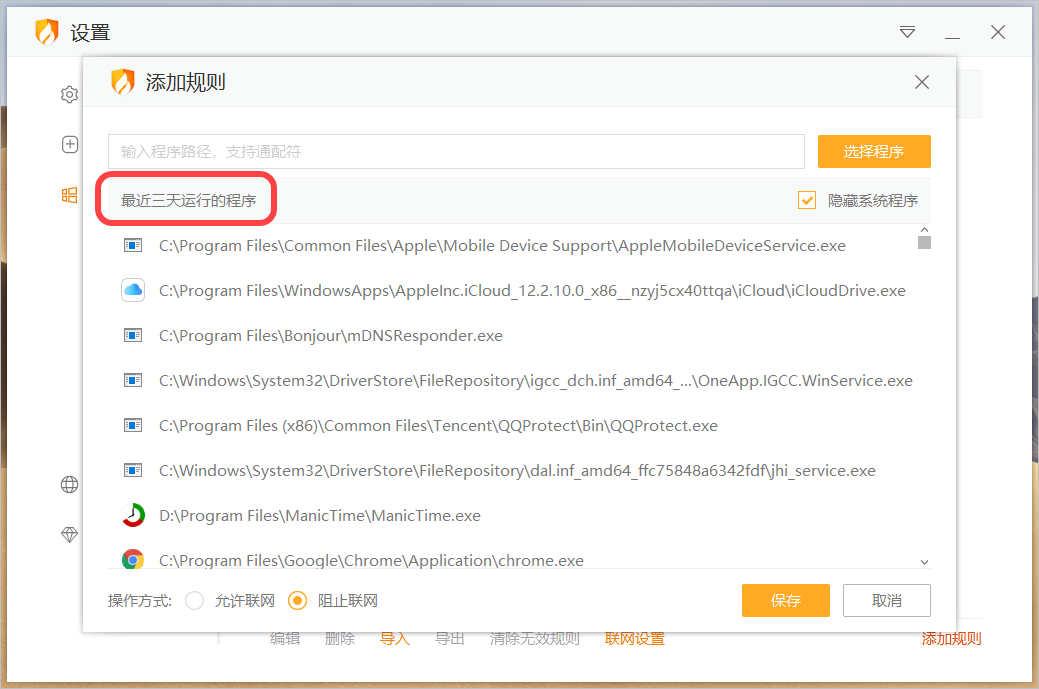 设置
添加规则
输入程序路径，支持通配符
选择程序
最近三天运行的程序
隐藏系统程序
C:\Program Files\Common Files\Apple\Mobile Device Support\AppleMobileDeviceService.exe
C:\Program Files\WindowsApps\AppleInc.iCloud_12.2.10.0_x86__nzyj5cx40ttqa\iCloud\iCloudDrive.exe
C:\Program Files\Bonjour\mDNSResponder.exe
C:\Windows\System32\DriverStore\FileRepository\igcc_dch.inf_amd64_...\OneApp.IGCC.WinService.exe
C:\Program Files (x86)\Common Files\Tencent\QQProtect\Bin\QQProtect.exe
C:\Windows\System32\DriverStore\FileRepository\dal.inf_amd64_ffc75848a6342fdf\jhi_service.exe
D:\Program Files\ManicTime\ManicTime.exe
C:\Program Files\Google\Chrome\Application\chrome.exe
操作方式: 允许联网 阻止联网
保存
取消
编辑 删除 导入 导出 清除无效规则 联网设置 添加规则